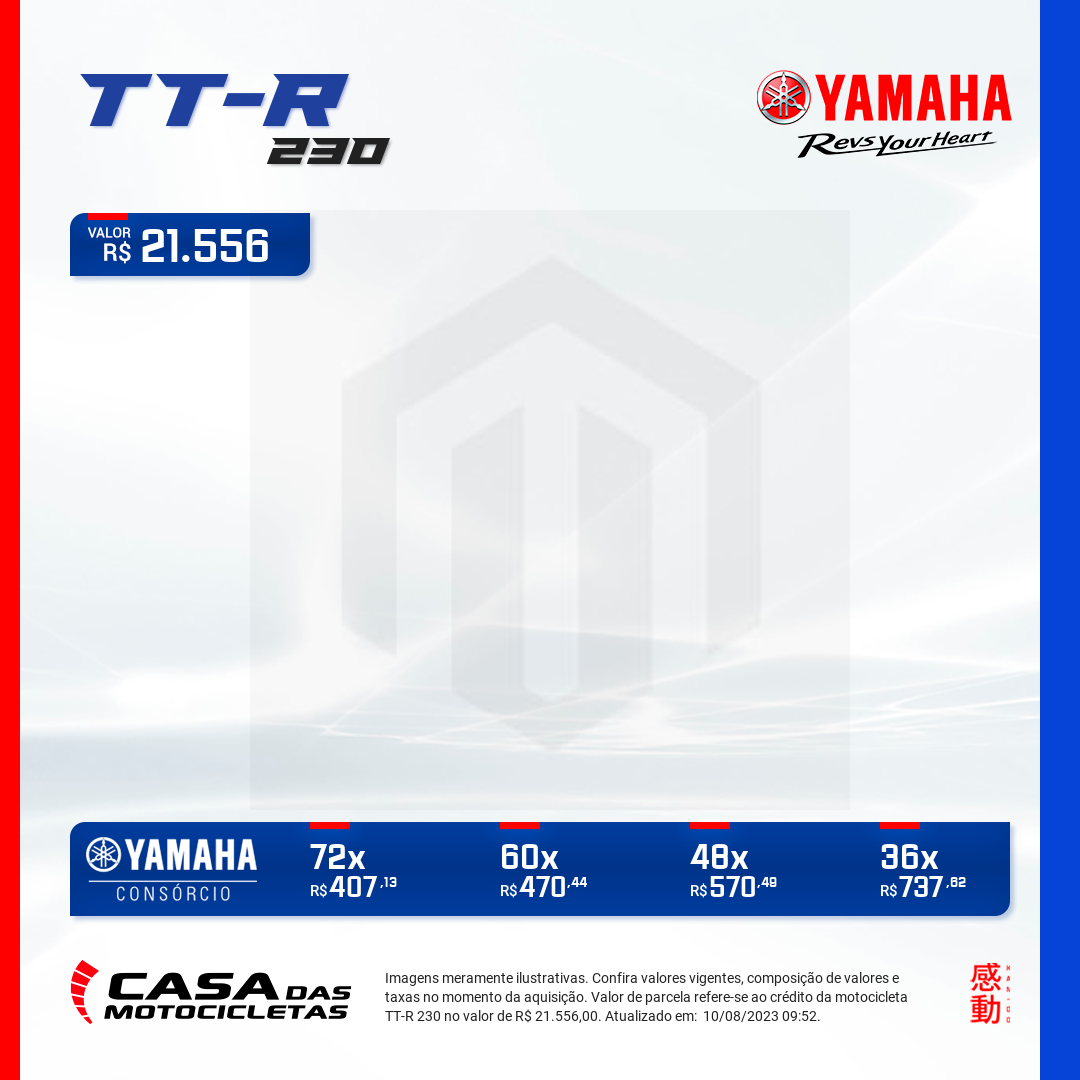 TT-R
230
YAMAHA
Revs Your Heart
VALOR
R$ 21.556
YAMAHA
CONSÓRCIO
72x
R$ 407,13
60x
R$ 470,44
48x
R$ 570,49
36x
R$ 737,62
CASA DAS
MOTOCICLETAS
Imagens meramente ilustrativas. Confira valores vigentes, composição de valores e
taxas no momento da aquisição. Valor de parcela refere-se ao crédito da motocicleta
TT-R 230 no valor de R$ 21.556,00. Atualizado em: 10/08/2023 09:52.
感動